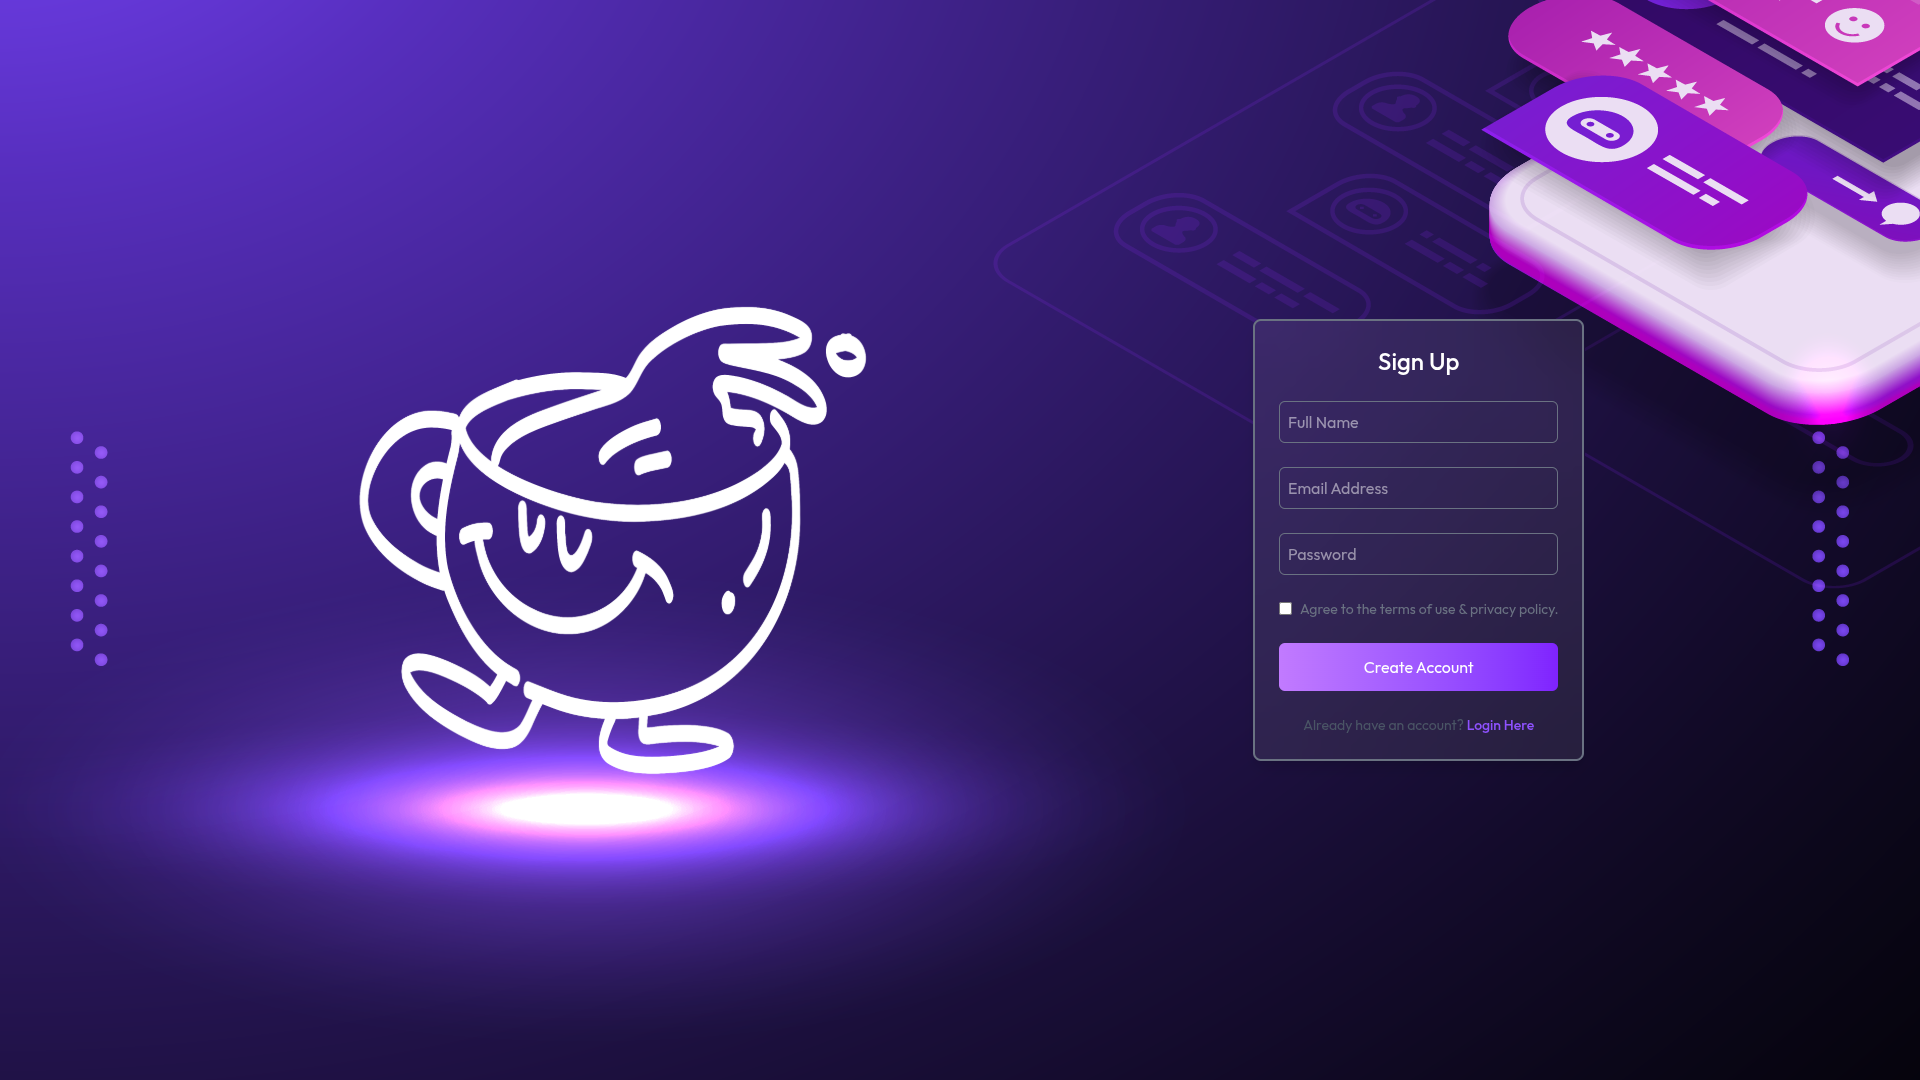 Sign Up
Full Name
Email Address
Password
Agree to the terms of use & privacy policy.
Create Account
Already have an account? Login Here